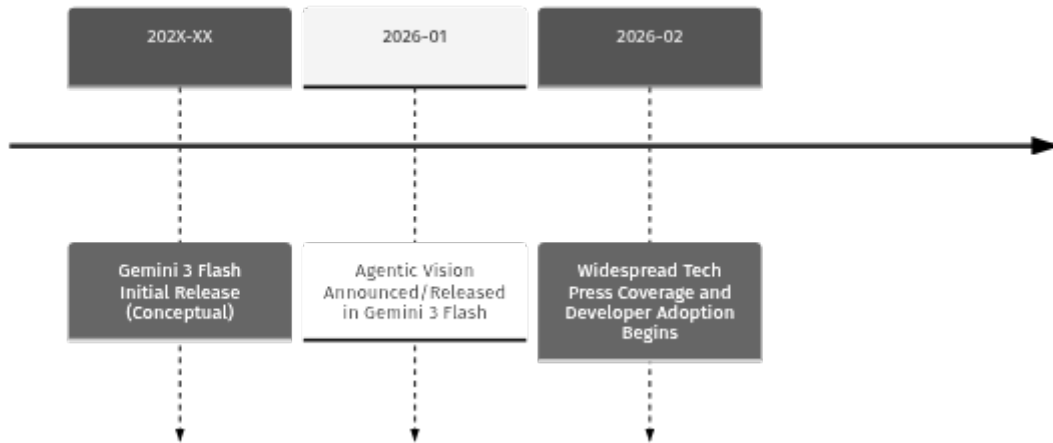 202X-XX
2026-01
2026-02
Gemini 3 Flash
Initial Release
(Conceptual)
Agentic Vision
Announced/Released
in Gemini 3 Flash
Widespread Tech
Press Coverage and
Developer Adoption
Begins